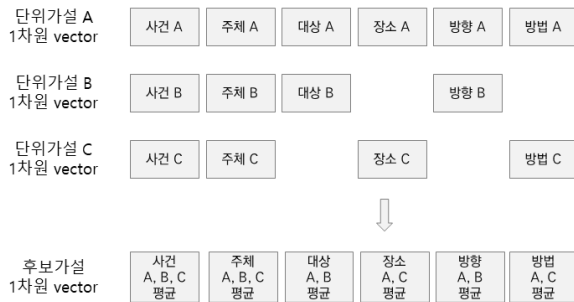 단위가설 A
1차원 vector
사건 A
주체 A
대상 A
장소 A
방향 A
방법 A
단위가설 B
1차원 vector
사건 B
주체 B
대상 B
방향 B
단위가설 C
1차원 vector
사건 C
주체 C
장소 C
방법 C
후보가설
1차원 vector
사건
A, B, C
평균
주체
A, B, C
평균
대상
A, B
평균
장소
A, C
평균
방향
A, B
평균
방법
A, C
평균